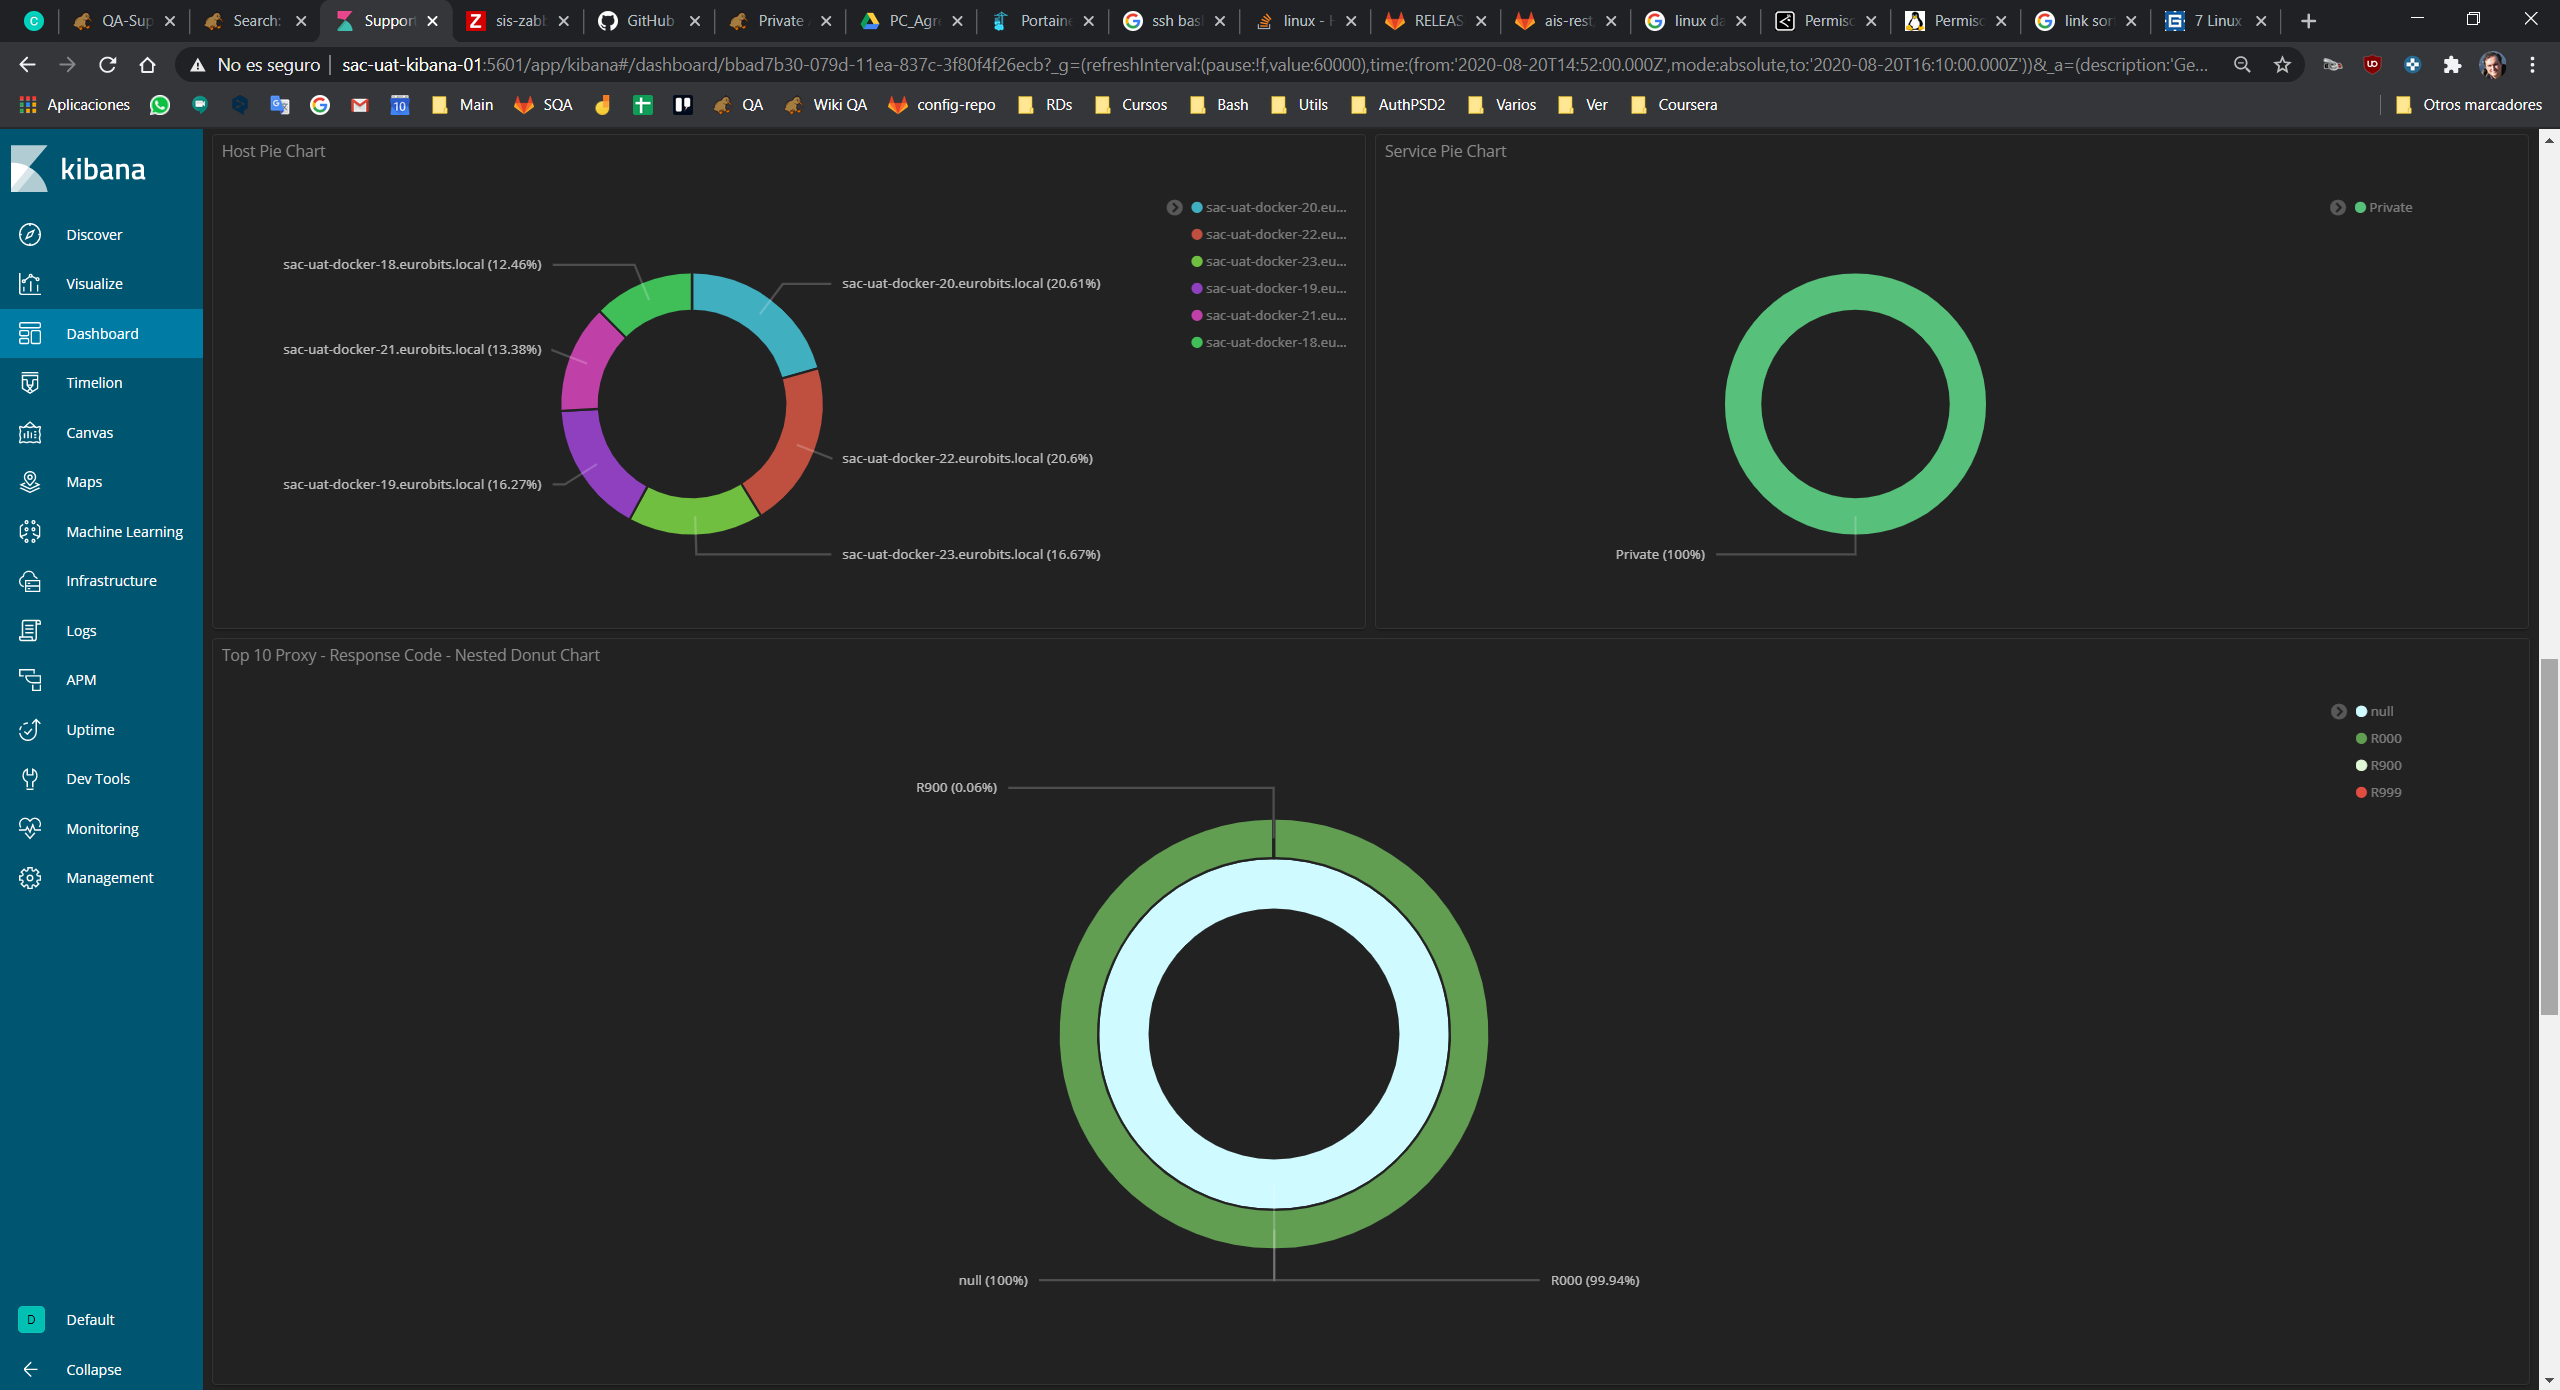 QA-Sup
Search:
Suppor
sis-zabb
GitHub
Private
PC_Agre
Portaine
ssh bas
linux -
RELEAS
ais-rest
linux da
Permiso
Permiso
link sor
7 Linux
No es seguro | sac-uat-kibana-01:5601/app/kibana#/dashboard/bbad7b30-079d-11ea-837c-3f80f4f26ecb?_g=(refreshInterval:(pause:!f,value:60000),time:(from:'2020-08-20T14:52:00.000Z',mode:absolute,to:'2020-08-20T16:10:00.000Z'))&_a=(description:'Ge...
Aplicaciones
10
Main
SQA
QA
Wiki QA
config-repo
RDs
Cursos
Bash
Utils
AuthPSD2
Varios
Ver
Coursera
Otros marcadores
kibana
Discover
Visualize
Dashboard
Timelion
Canvas
Maps
Machine Learning
Infrastructure
Logs
APM
Uptime
Dev Tools
Monitoring
Management
D Default
Collapse
Host Pie Chart
sac-uat-docker-20.eu...
sac-uat-docker-22.eu...
sac-uat-docker-23.eu...
sac-uat-docker-19.eu...
sac-uat-docker-21.eu...
sac-uat-docker-18.eu...
sac-uat-docker-18.eurobits.local (12.46%)
sac-uat-docker-20.eurobits.local (20.61%)
sac-uat-docker-21.eurobits.local (13.38%)
sac-uat-docker-22.eurobits.local (20.6%)
sac-uat-docker-19.eurobits.local (16.27%)
sac-uat-docker-23.eurobits.local (16.67%)
Service Pie Chart
Private
Private (100%)
Top 10 Proxy - Response Code - Nested Donut Chart
null
R000
R900
R999
R900 (0.06%)
null (100%)
R000 (99.94%)